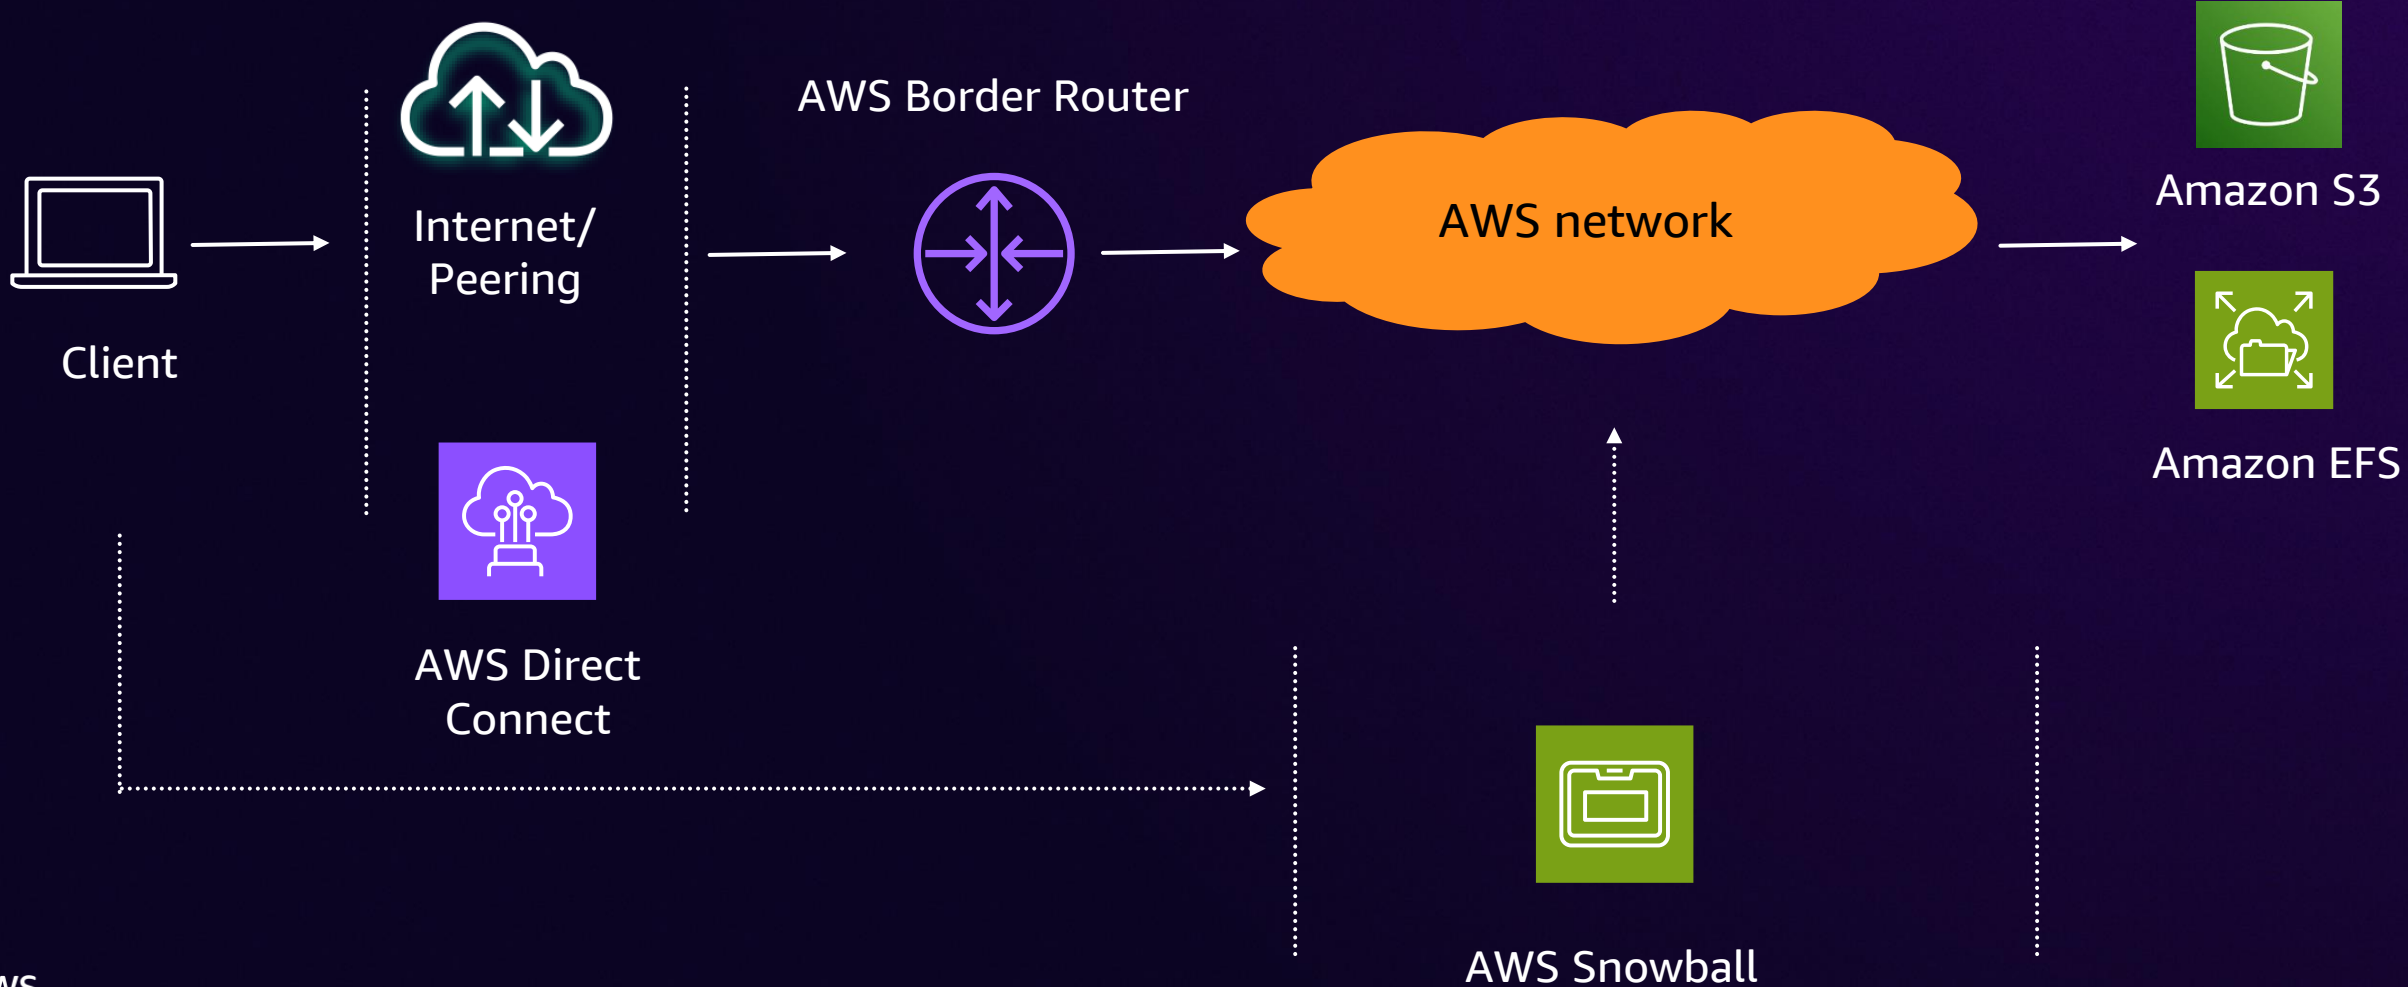 AWS Border Router
Internet/
Peering
AWS network
Amazon S3
Client
Amazon EFS
AWS Direct
Connect
AWS Snowball